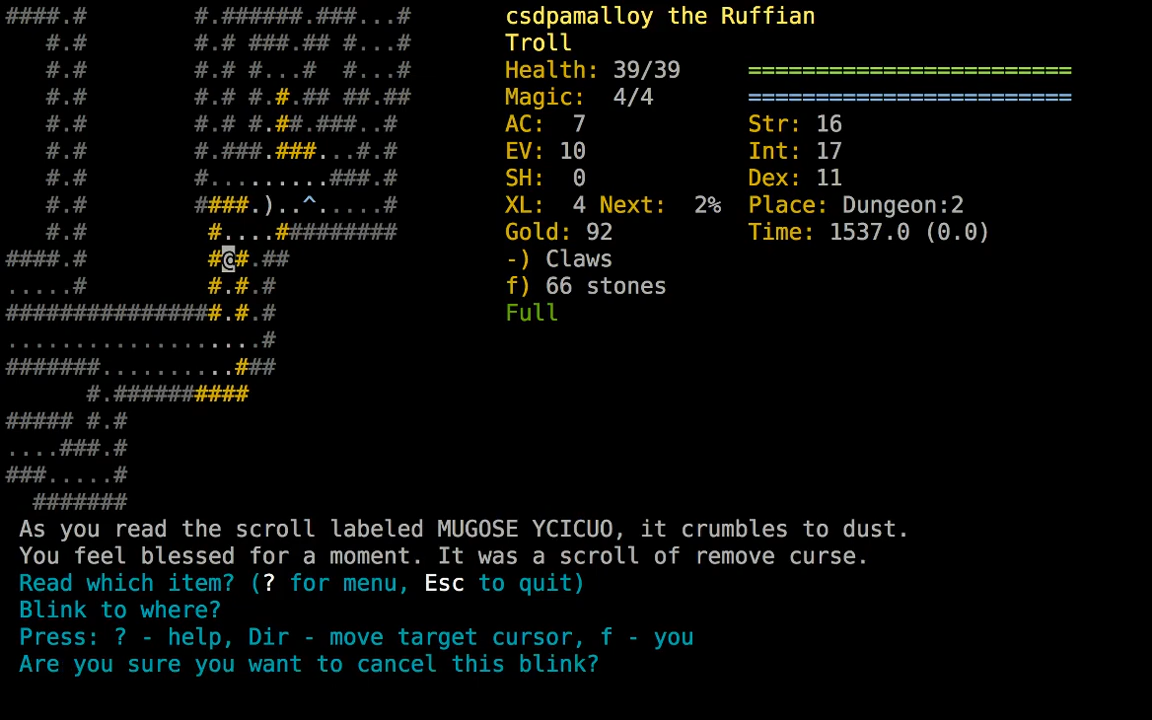 ####.#        #.######.###...# csdpamalloy the Ruffian
   #.#        #.# ###.## #...# Troll
   #.#        #.# #...#  #...# Health: 39/39 ========================
   #.#        #.# #.#.## ##.## Magic:  4/4 ========================
   #.#        #.# #.##.###..# AC:  7 Str: 16
   #.#        #.###.###...#.# EV: 10 Int: 17
   #.#        #.........###.# SH:  0 Dex: 11
   #.#        ####.)..^.....# XL:  4 Next:  2% Place: Dungeon:2
   #.#         #....######### Gold: 92 Time: 1537.0 (0.0)
####.#         #@#.## -) Claws
.....#         #.#.# f) 66 stones
################.#.# Full
...................#
#######..........###
      #.##########
##### #.#
....###.#
###.....#
  #######
As you read the scroll labeled MUGOSE YCICUO, it crumbles to dust.
You feel blessed for a moment. It was a scroll of remove curse.
Read which item? (? for menu, Esc to quit)
Blink to where?
Press: ? - help, Dir - move target cursor, f - you
Are you sure you want to cancel this blink?